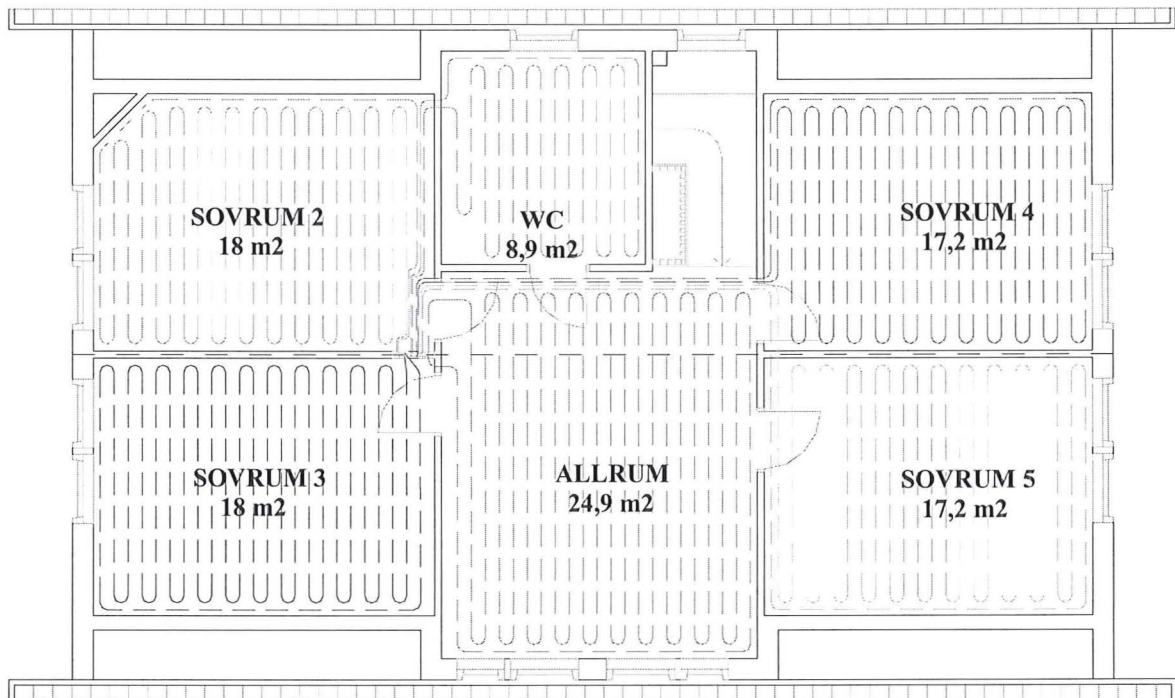 SOVRUM 2
18 m2
WC
8,9 m2
SOVRUM 4
17,2 m2
SOVRUM 3
18 m2
ALLRUM
24,9 m2
SOVRUM 5
17,2 m2